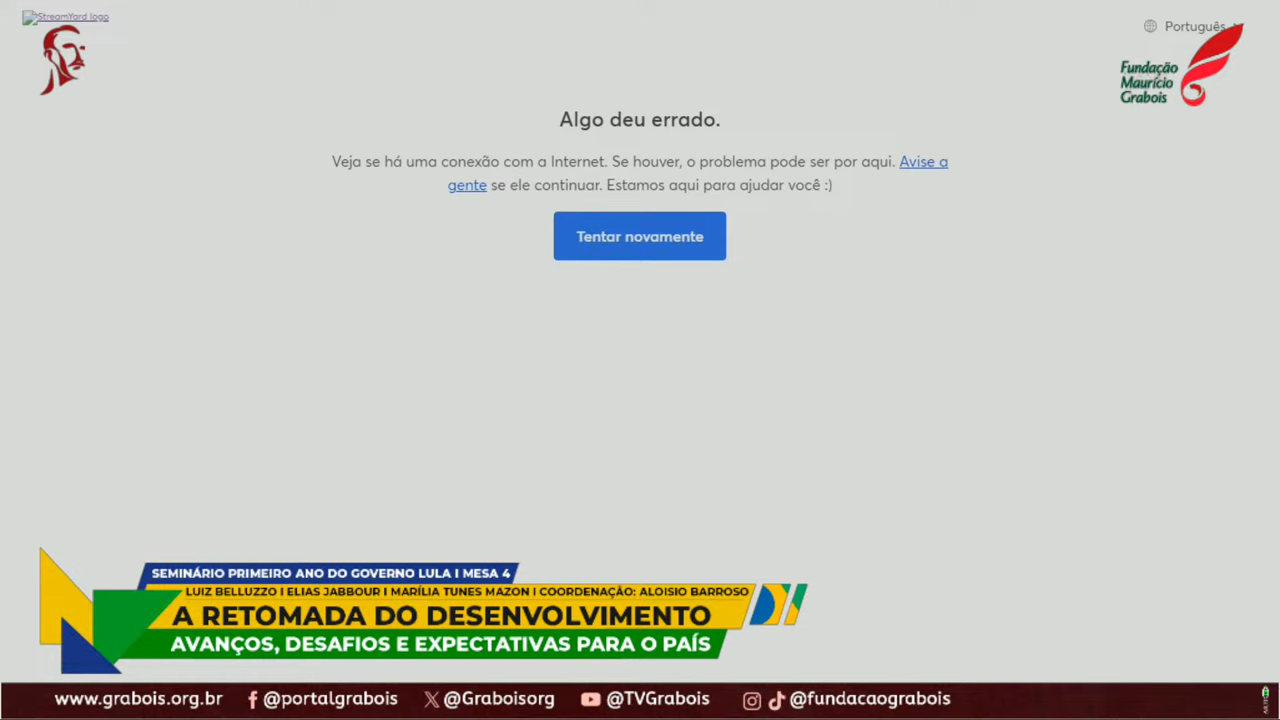 StreamYard logo
Português
Fundação
Maurício
Grabois
Algo deu errado.
Veja se há uma conexão com a Internet. Se houver, o problema pode ser por aqui. Avise a
gente se ele continuar. Estamos aqui para ajudar você :)
Tentar novamente
SEMINÁRIO PRIMEIRO ANO DO GOVERNO LULA I MESA 4
LUIZ BELLUZZO I ELIAS JABBOUR I MARÍLIA TUNES MAZON I COORDENAÇÃO: ALOISIO BARROSO
A RETOMADA DO DESENVOLVIMENTO
AVANÇOS, DESAFIOS E EXPECTATIVAS PARA O PAÍS
www.grabois.org.br @portalgrabois @Graboisorg @TVGrabois @fundacaograbois